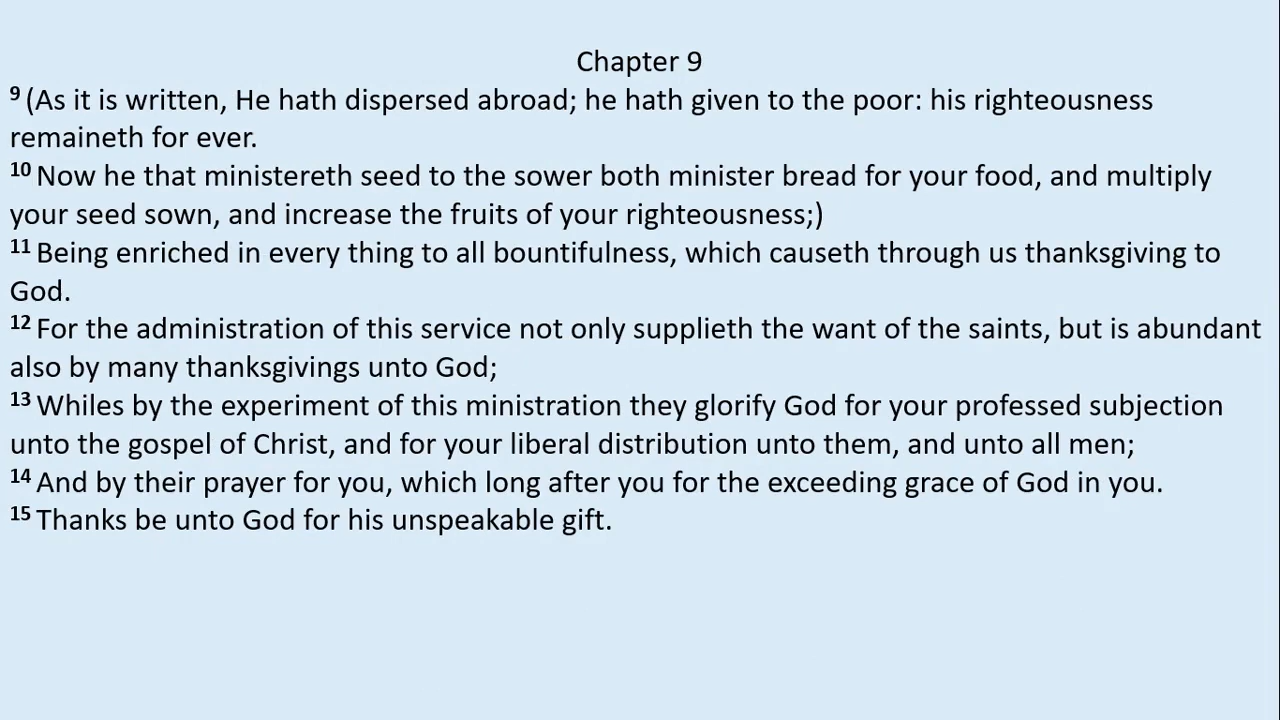 Chapter 9
9 (As it is written, He hath dispersed abroad; he hath given to the poor: his righteousness
remaineth for ever.
10 Now he that ministereth seed to the sower both minister bread for your food, and multiply
your seed sown, and increase the fruits of your righteousness;)
11 Being enriched in every thing to all bountifulness, which causeth through us thanksgiving to
God.
12 For the administration of this service not only supplieth the want of the saints, but is abundant
also by many thanksgivings unto God;
13 Whiles by the experiment of this ministration they glorify God for your professed subjection
unto the gospel of Christ, and for your liberal distribution unto them, and unto all men;
14 And by their prayer for you, which long after you for the exceeding grace of God in you.
15 Thanks be unto God for his unspeakable gift.